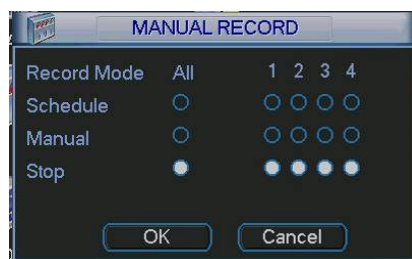 MANUAL RECORD
Record Mode All 1 2 3 4
Schedule
Manual
Stop
OK Cancel